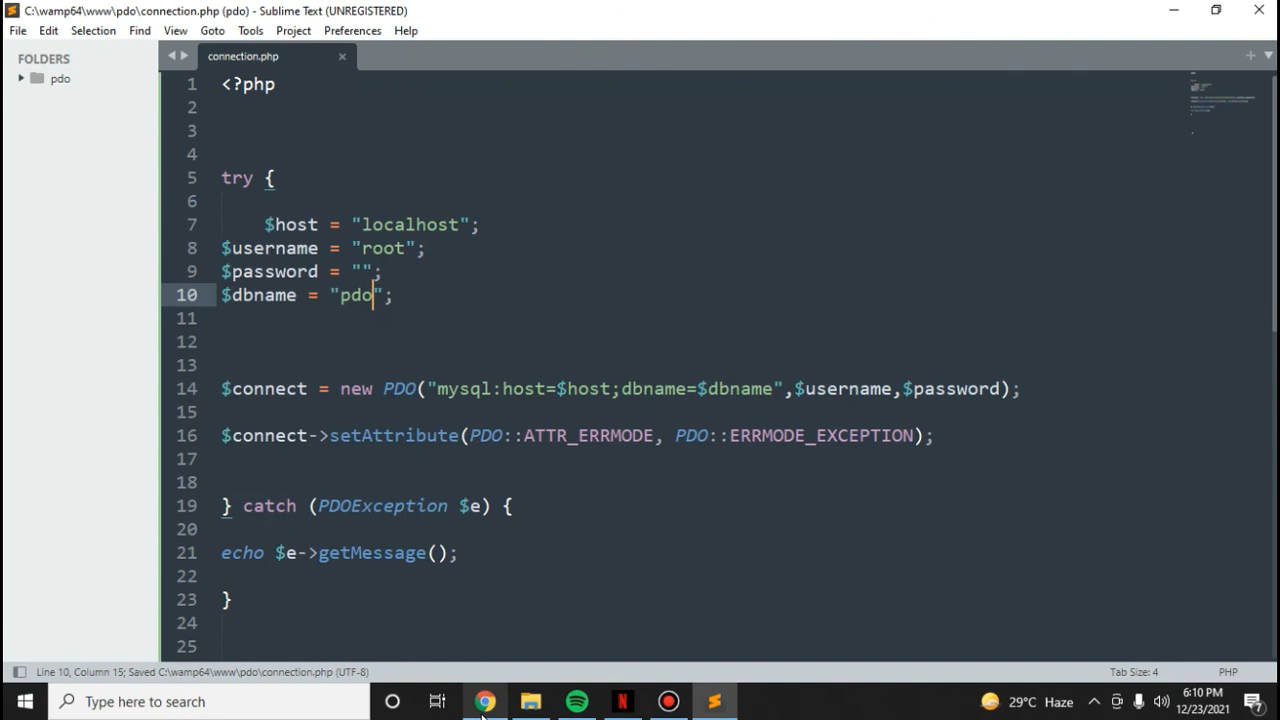 C:\wamp64\www\pdo\connection.php (pdo) - Sublime Text (UNREGISTERED)
File Edit Selection Find View Goto Tools Project Preferences Help
FOLDERS
pdo
connection.php
1 <?php
2
3
4
5 try {
6
7 $host = "localhost";
8 $username = "root";
9 $password = "";
10 $dbname = "pdo";
11
12
13
14 $connect = new PDO("mysql:host=$host;dbname=$dbname",$username,$password);
15
16 $connect->setAttribute(PDO::ATTR_ERRMODE, PDO::ERRMODE_EXCEPTION);
17
18
19 } catch (PDOException $e) {
20
21 echo $e->getMessage();
22
23 }
24
25
Line 10, Column 15; Saved C:\wamp64\www\pdo\connection.php (UTF-8) Tab Size: 4 PHP
Type here to search
29°C Haze
6:10 PM
12/23/2021
7